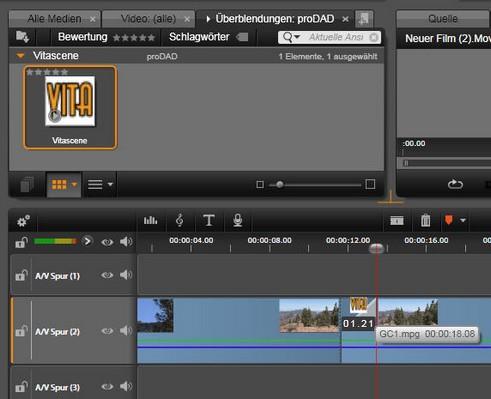 Alle Medien Video: (alle) Überblendungen: proDAD Quelle
Bewertung Schlagwörter Aktuelle Ansi
Neuer Film (2).Mov
Vitascene proDAD 1 Elemente, 1 ausgewählt
VITA
Vitascene
:00.00
00:00:04.00 00:00:08.00 00:00:12.00 00:00:16.00
A/V Spur (1)
A/V Spur (2)
VITA
01.21
GC1.mpg 00:00:18.08
A/V Spur (3)